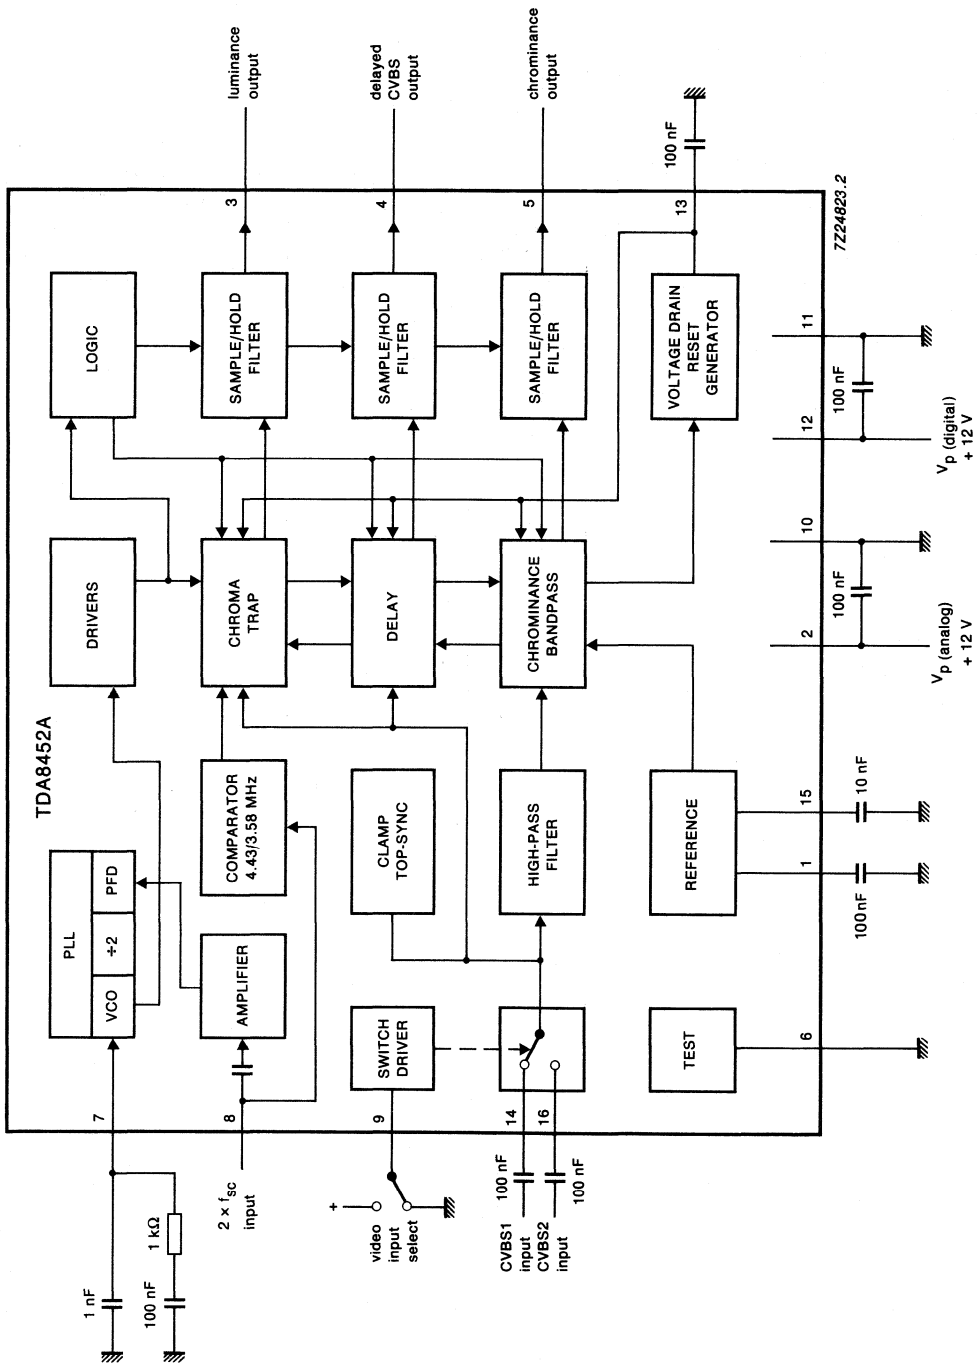 TDA8452A
PLL
VCO
÷2
PFD
DRIVERS
LOGIC
AMPLIFIER
COMPARATOR
4.43/3.58 MHz
CHROMA
TRAP
SAMPLE/HOLD
FILTER
SWITCH
DRIVER
CLAMP
TOP-SYNC
DELAY
SAMPLE/HOLD
FILTER
HIGH-PASS
FILTER
CHROMINANCE
BANDPASS
SAMPLE/HOLD
FILTER
TEST
REFERENCE
VOLTAGE DRAIN
RESET
GENERATOR
1 nF
100 nF
1 kΩ
7
2 x fsc
input
8
+
video
input
select
9
CVBS1
input
100 nF
14
CVBS2
input
100 nF
16
3
luminance
output
4
delayed
CVBS
output
5
chrominance
output
13
100 nF
6
1
100nF
15
10 nF
2
100 nF
10
Vp (analog)
+ 12 V
12
100 nF
11
Vp (digital)
+ 12 V
7Z24823.2